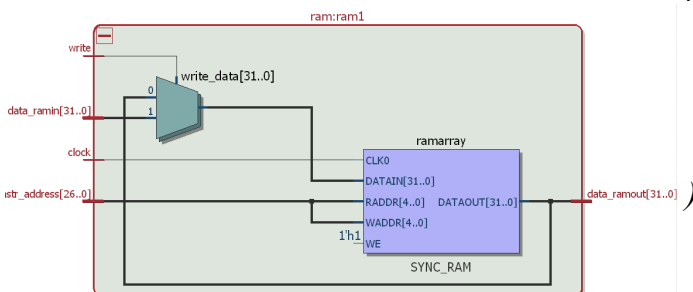 ram:ram1
write
write_data[31..0]
0
data_ramin[31..0]
1
ramarray
clock
CLK0
DATAIN[31..0]
nstr_address[26..0]
RADDR[4..0]
DATAOUT[31..0]
data_ramout[31..0]
)
WADDR[4..0]
1'h1
WE
SYNC_RAM